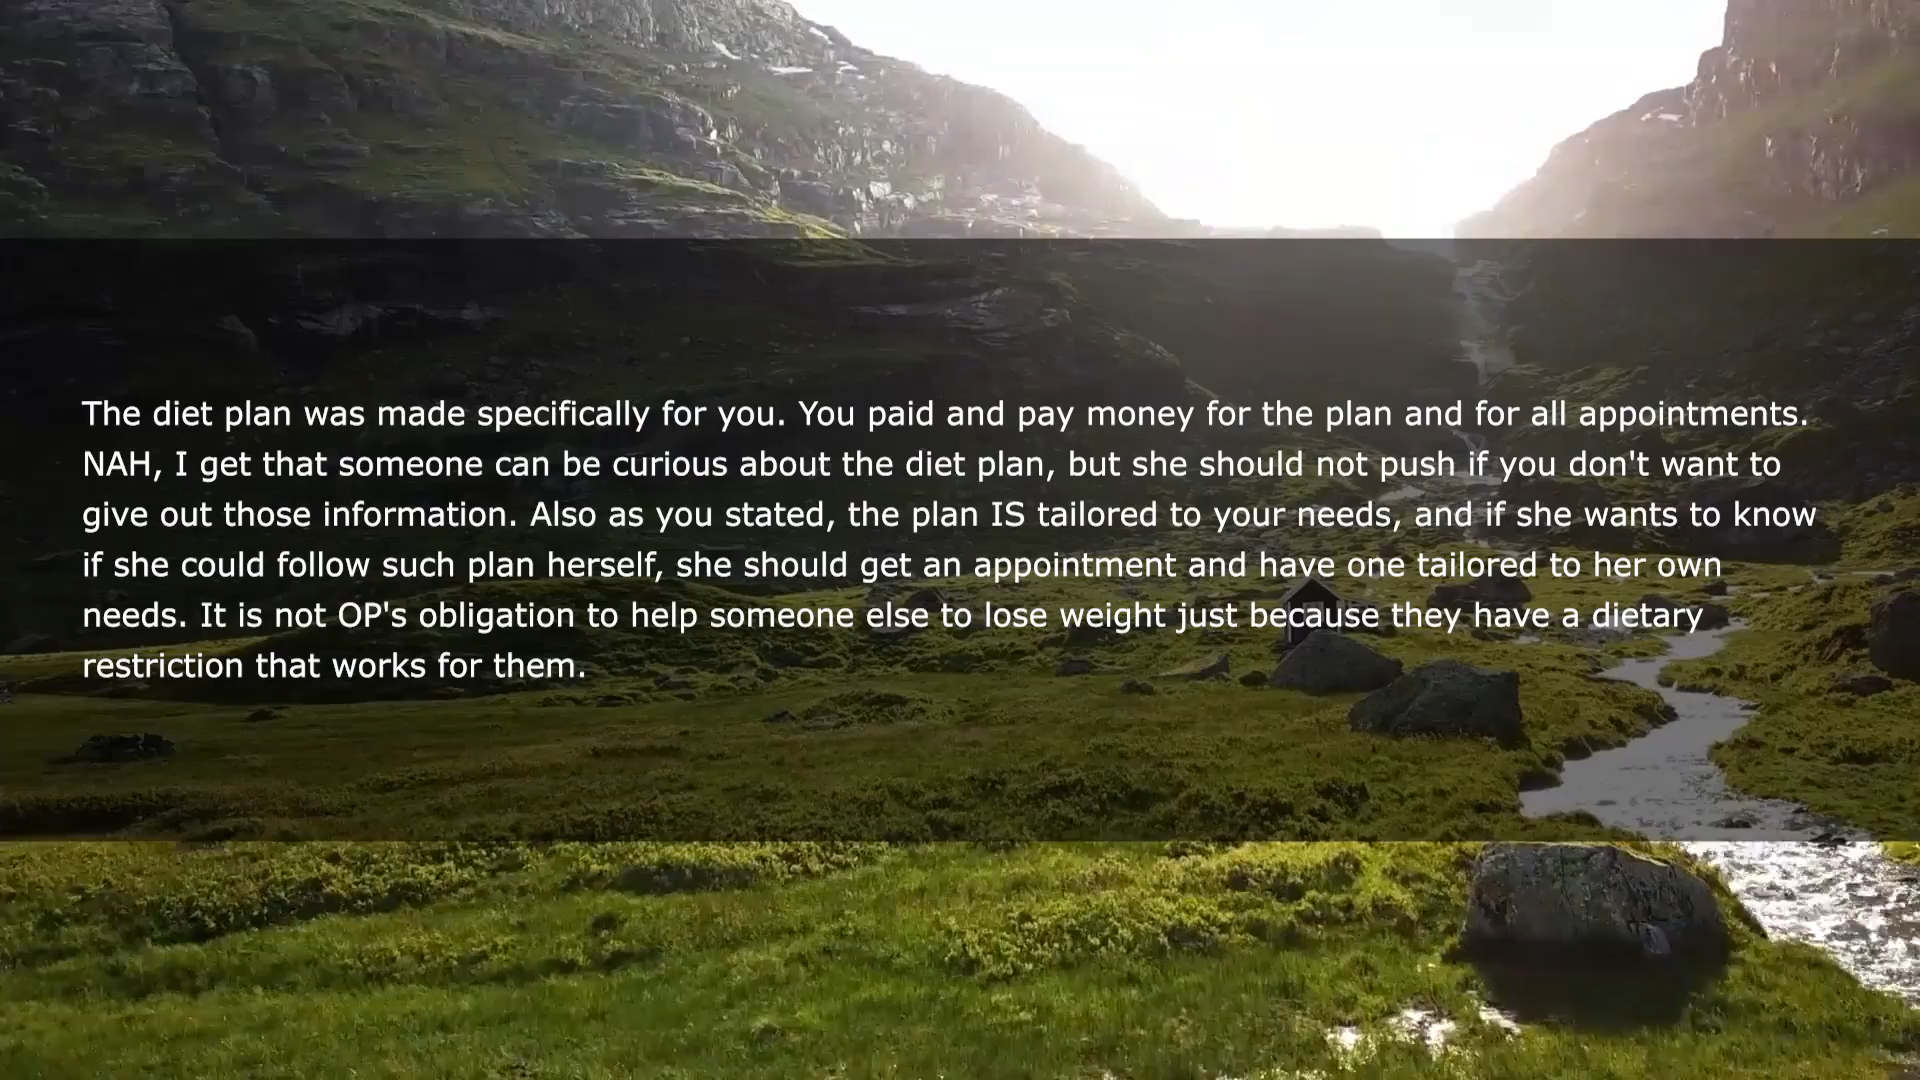 The diet plan was made specifically for you. You paid and pay money for the plan and for all appointments.
NAH, I get that someone can be curious about the diet plan, but she should not push if you don't want to
give out those information. Also as you stated, the plan IS tailored to your needs, and if she wants to know
if she could follow such plan herself, she should get an appointment and have one tailored to her own
needs. It is not OP's obligation to help someone else to lose weight just because they have a dietary
restriction that works for them.